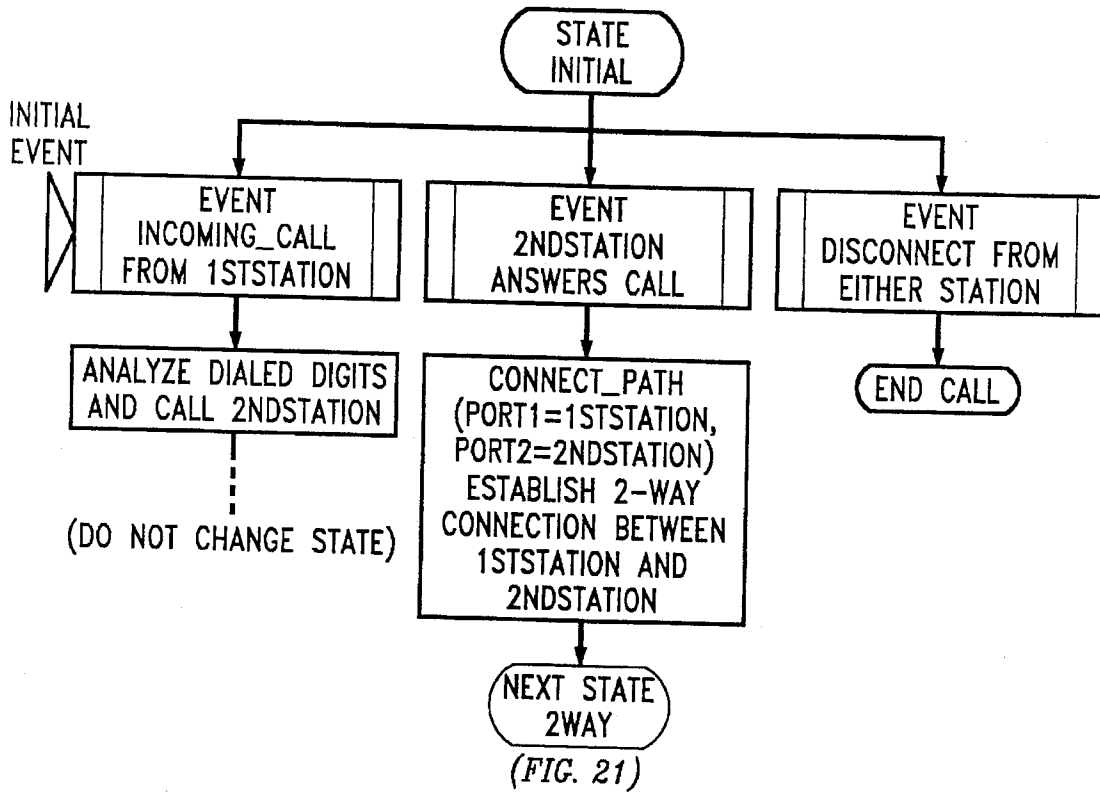 STATE
INITIAL
INITIAL
EVENT
EVENT
INCOMING_CALL
FROM 1STSTATION
EVENT
2NDSTATION
ANSWERS CALL
EVENT
DISCONNECT FROM
EITHER STATION
ANALYZE DIALED DIGITS
AND CALL 2NDSTATION
(DO NOT CHANGE STATE)
CONNECT_PATH
(PORT1=1STSTATION,
PORT2=2NDSTATION)
ESTABLISH 2-WAY
CONNECTION BETWEEN
1STSTATION AND
2NDSTATION
END CALL
NEXT STATE
2WAY
(FIG. 21)